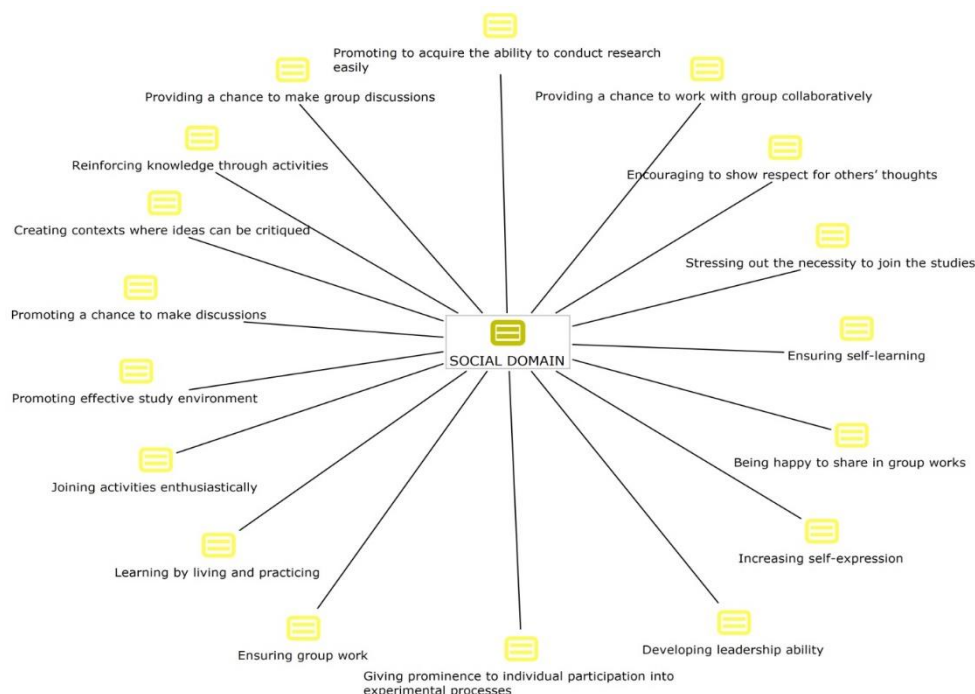 Promoting to acquire the ability to conduct research
easily
Providing a chance to make group discussions
Providing a chance to work with group collaboratively
Reinforcing knowledge through activities
Encouraging to show respect for others' thoughts
Creating contexts where ideas can be critiqued
Stressing out the necessity to join the studies
Promoting a chance to make discussions
SOCIAL DOMAIN
Ensuring self-learning
Promoting effective study environment
Being happy to share in group works
Joining activities enthusiastically
Increasing self-expression
Learning by living and practicing
Developing leadership ability
Ensuring group work
Giving prominence to individual participation into
experimental processes